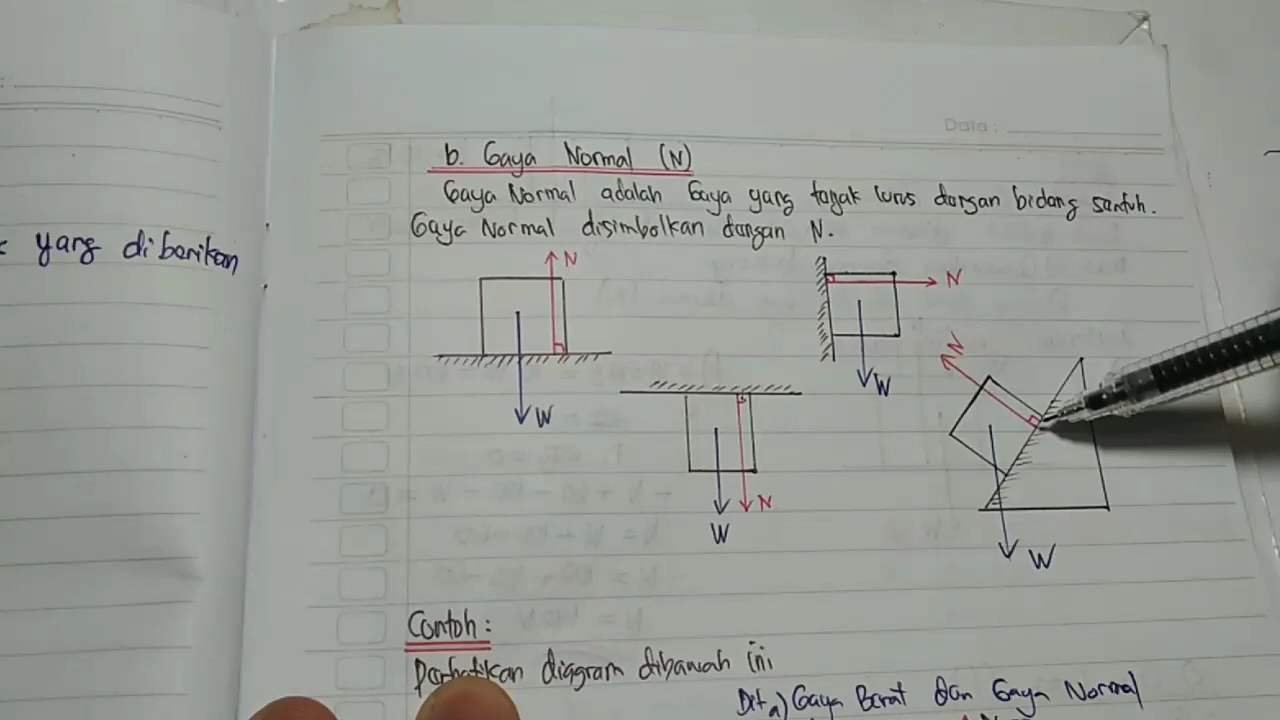 Date :
b. Gaya Normal (N)
Gaya Normal adalah Gaya yang tegak lurus dengan bidang sentuh.
Gaya Normal disimbolkan dengan N.
yang diberikan
N
W
N
W
N
W
N
W
Contoh:
Perhatikan diagram dibawah ini
Dit a) Gaya Berat dan Gaya Normal